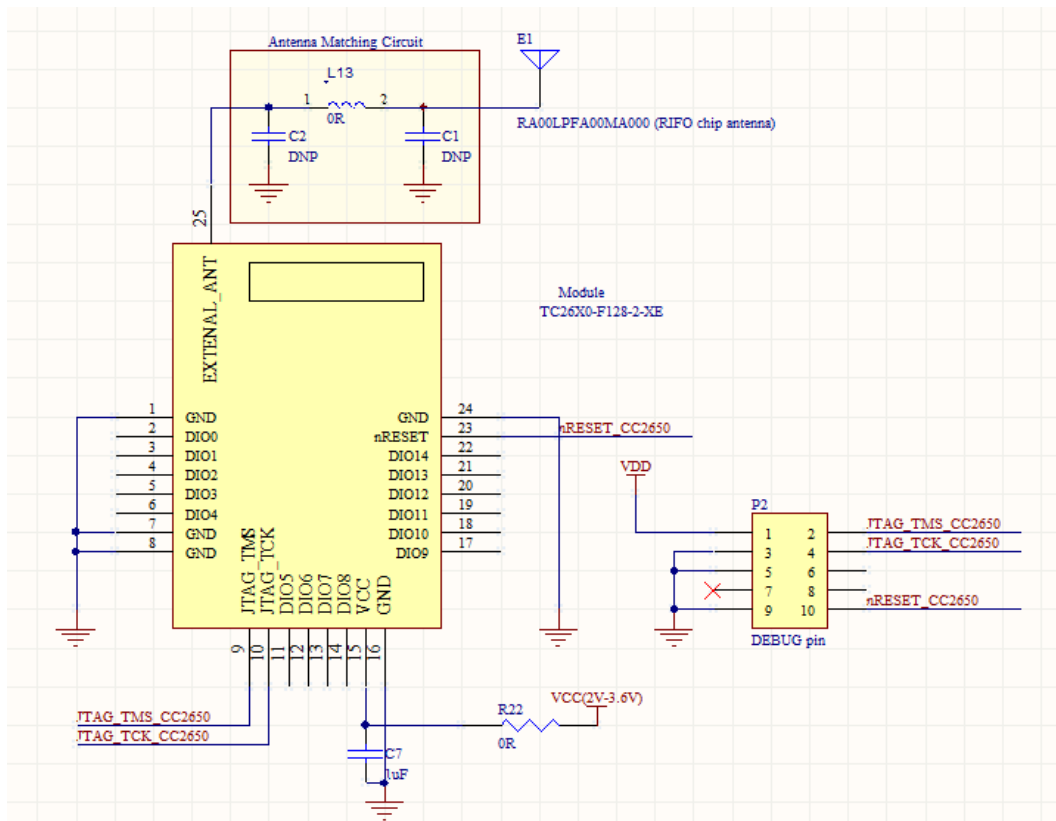 Antenna Matching Circuit
E1
L13
1 2
0R
C2
DNP
C1
DNP
RA00LPFA00MA000 (RIFO chip antenna)
25
EXTENAL_ANT
Module
TC26X0-F128-2-XE
1 GND
2 DIO0
3 DIO1
4 DIO2
5 DIO3
6 DIO4
7 GND
8 GND
GND 24
nRESET 23
DIO14 22
DIO13 21
DIO12 20
DIO11 19
DIO10 18
DIO9 17
nRESET_CC2650
JTAG_TMS
JTAG_TCK
DIO5
DIO6
DIO7
DIO8
VCC
GND
9
10
11
12
13
14
15
16
JTAG_TMS_CC2650
JTAG_TCK_CC2650
C7
1uF
R22
0R
VCC(2V-3.6V)
VDD
P2
1 2
3 4
5 6
7 8
9 10
JTAG_TMS_CC2650
JTAG_TCK_CC2650
nRESET_CC2650
DEBUG pin